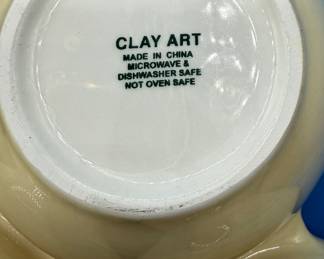 CLAY ART
MADE IN CHINA
MICROWAVE &
DISHWASHER SAFE
NOT OVEN SAFE